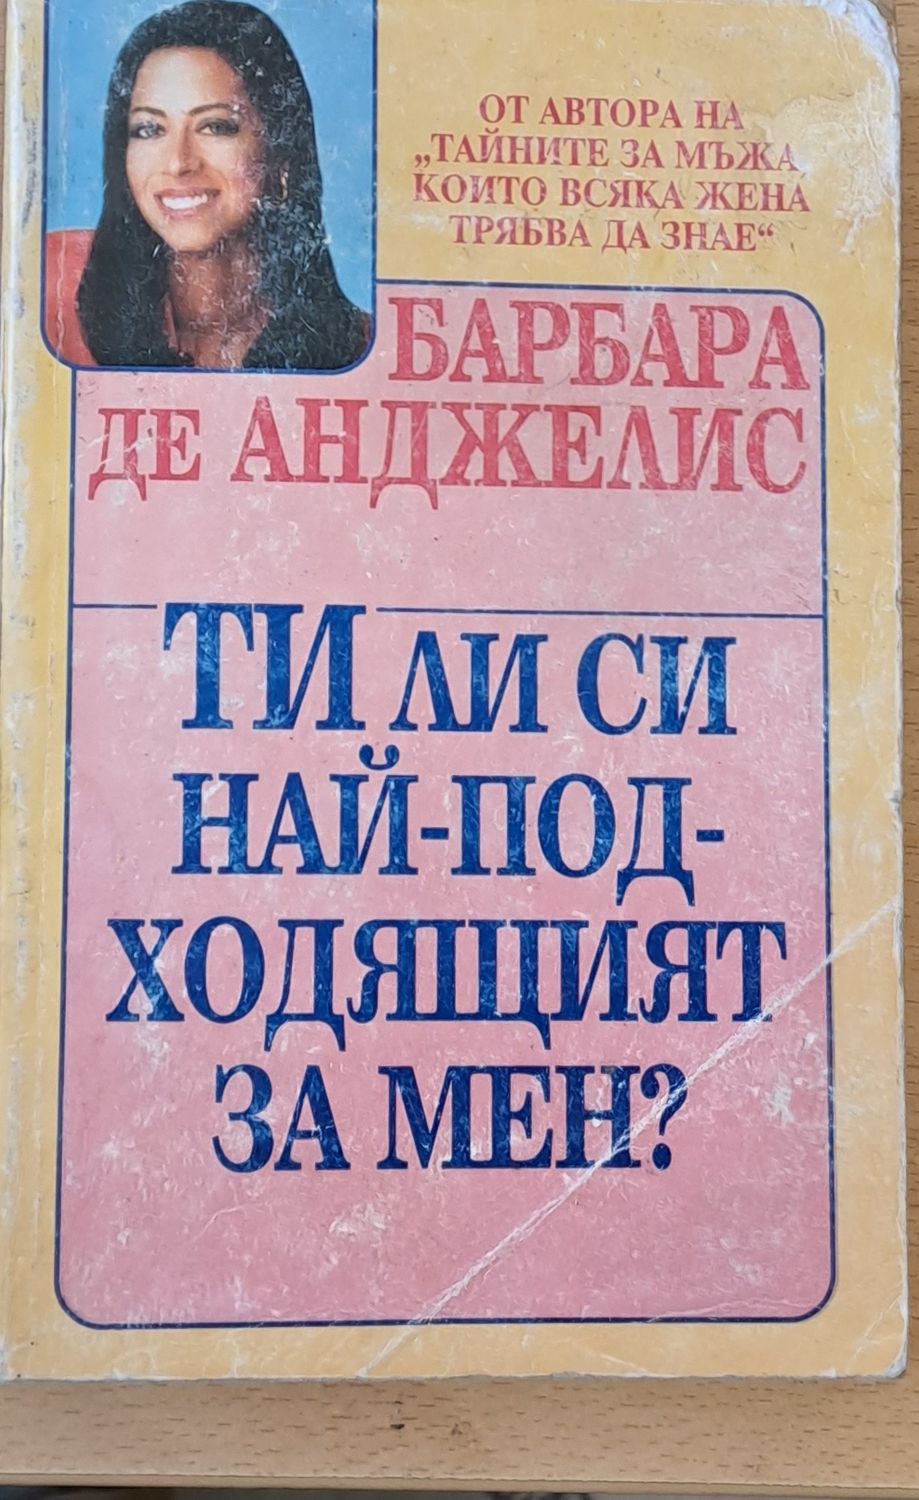 ОТ АВТОРА НА
„ТАЙНИТЕ ЗА МЪЖА,
КОИТО ВСЯКА ЖЕНА
ТРЯБВА ДА ЗНАЕ“
БАРБАРА
ДЕ АНДЖЕЛИС
ТИ ЛИ СИ
НАЙ-ПОД-
ХОДЯЩИЯТ
ЗА МЕН?